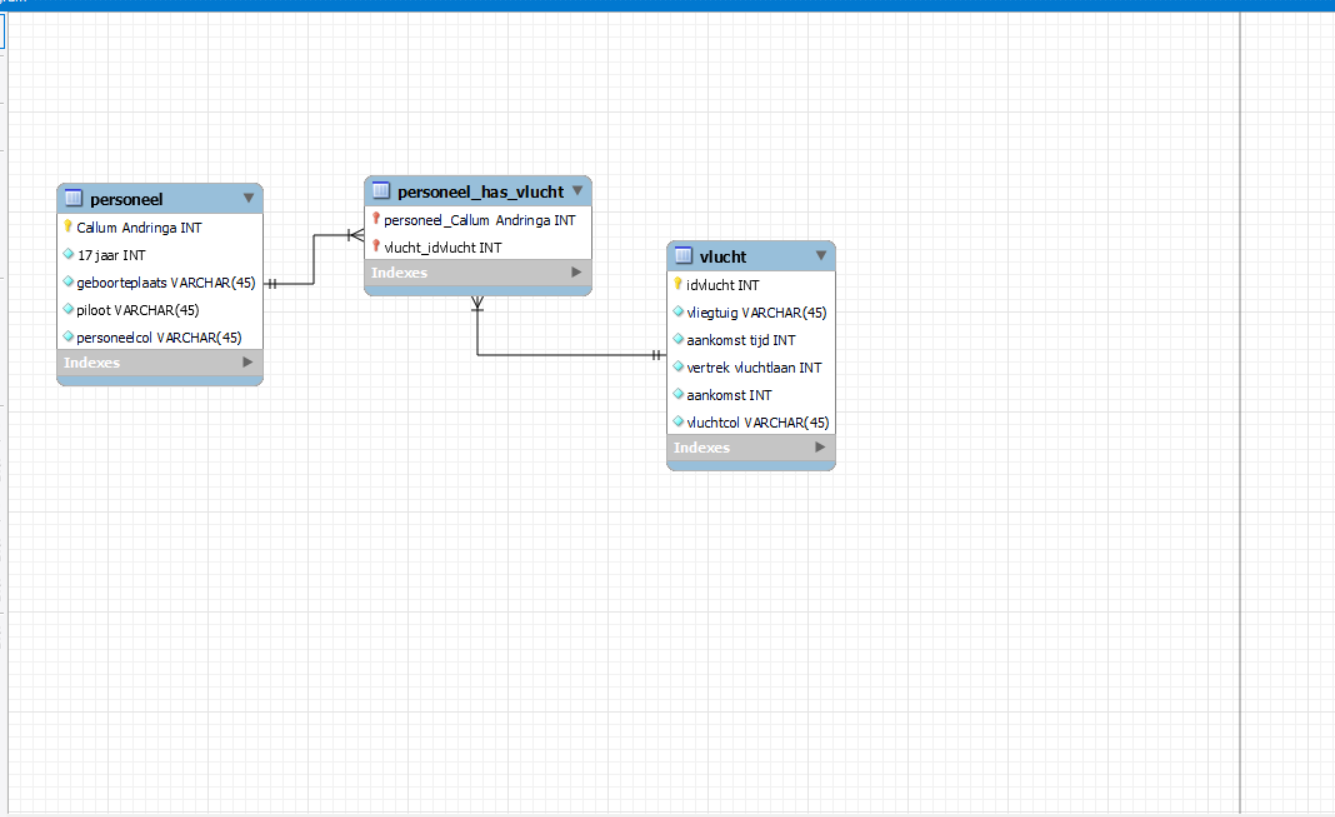 personeel
Callum Andringa INT
17 jaar INT
geboorteplaats VARCHAR(45)
piloot VARCHAR(45)
personeelcol VARCHAR(45)
Indexes
personeel_has_vlucht
personeel_Callum Andringa INT
vlucht_idvlucht INT
Indexes
vlucht
idvlucht INT
vliegtuig VARCHAR(45)
aankomst tijd INT
vertrek vluchtlaan INT
aankomst INT
vluchtcol VARCHAR(45)
Indexes